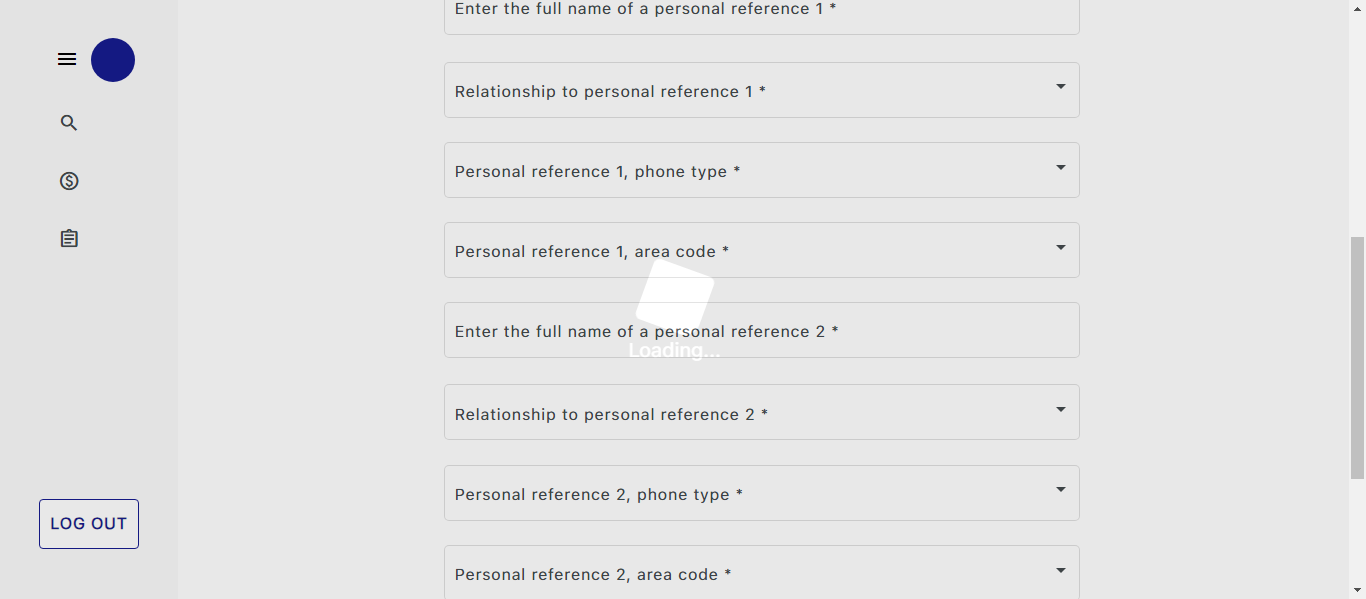 Enter the full name of a personal reference 1 *
Relationship to personal reference 1 *
Personal reference 1, phone type *
Personal reference 1, area code *
Enter the full name of a personal reference 2 *
Loading...
Relationship to personal reference 2 *
Personal reference 2, phone type *
LOG OUT
Personal reference 2, area code *